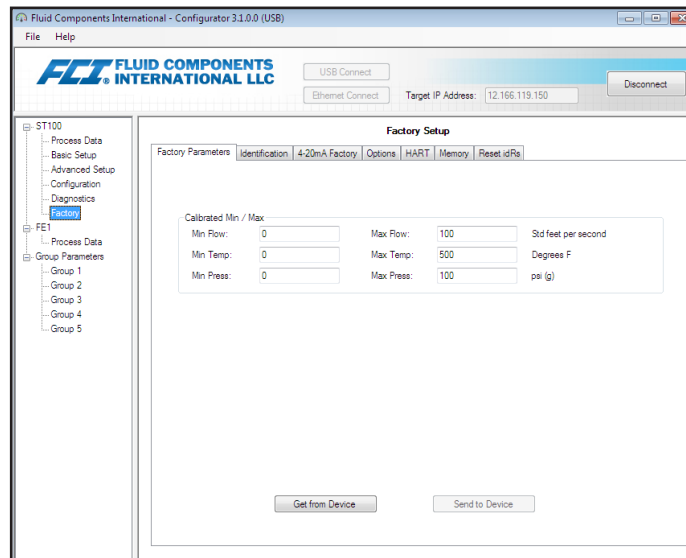 Fluid Components International - Configurator 3.1.0.0 (USB)
File Help
FCI® FLUID COMPONENTS
INTERNATIONAL LLC
USB Connect
Ethernet Connect
Target IP Address: 12.166.119.150
Disconnect
ST100
Process Data
Basic Setup
Advanced Setup
Configuration
Diagnostics
Factory
FE1
Process Data
Group Parameters
Group 1
Group 2
Group 3
Group 4
Group 5
Factory Setup
Factory Parameters Identification 4-20mA Factory Options HART Memory Reset idRs
Calibrated Min / Max
Min Flow: 0 Max Flow: 100 Std feet per second
Min Temp: 0 Max Temp: 500 Degrees F
Min Press: 0 Max Press: 100 psi (g)
Get from Device Send to Device